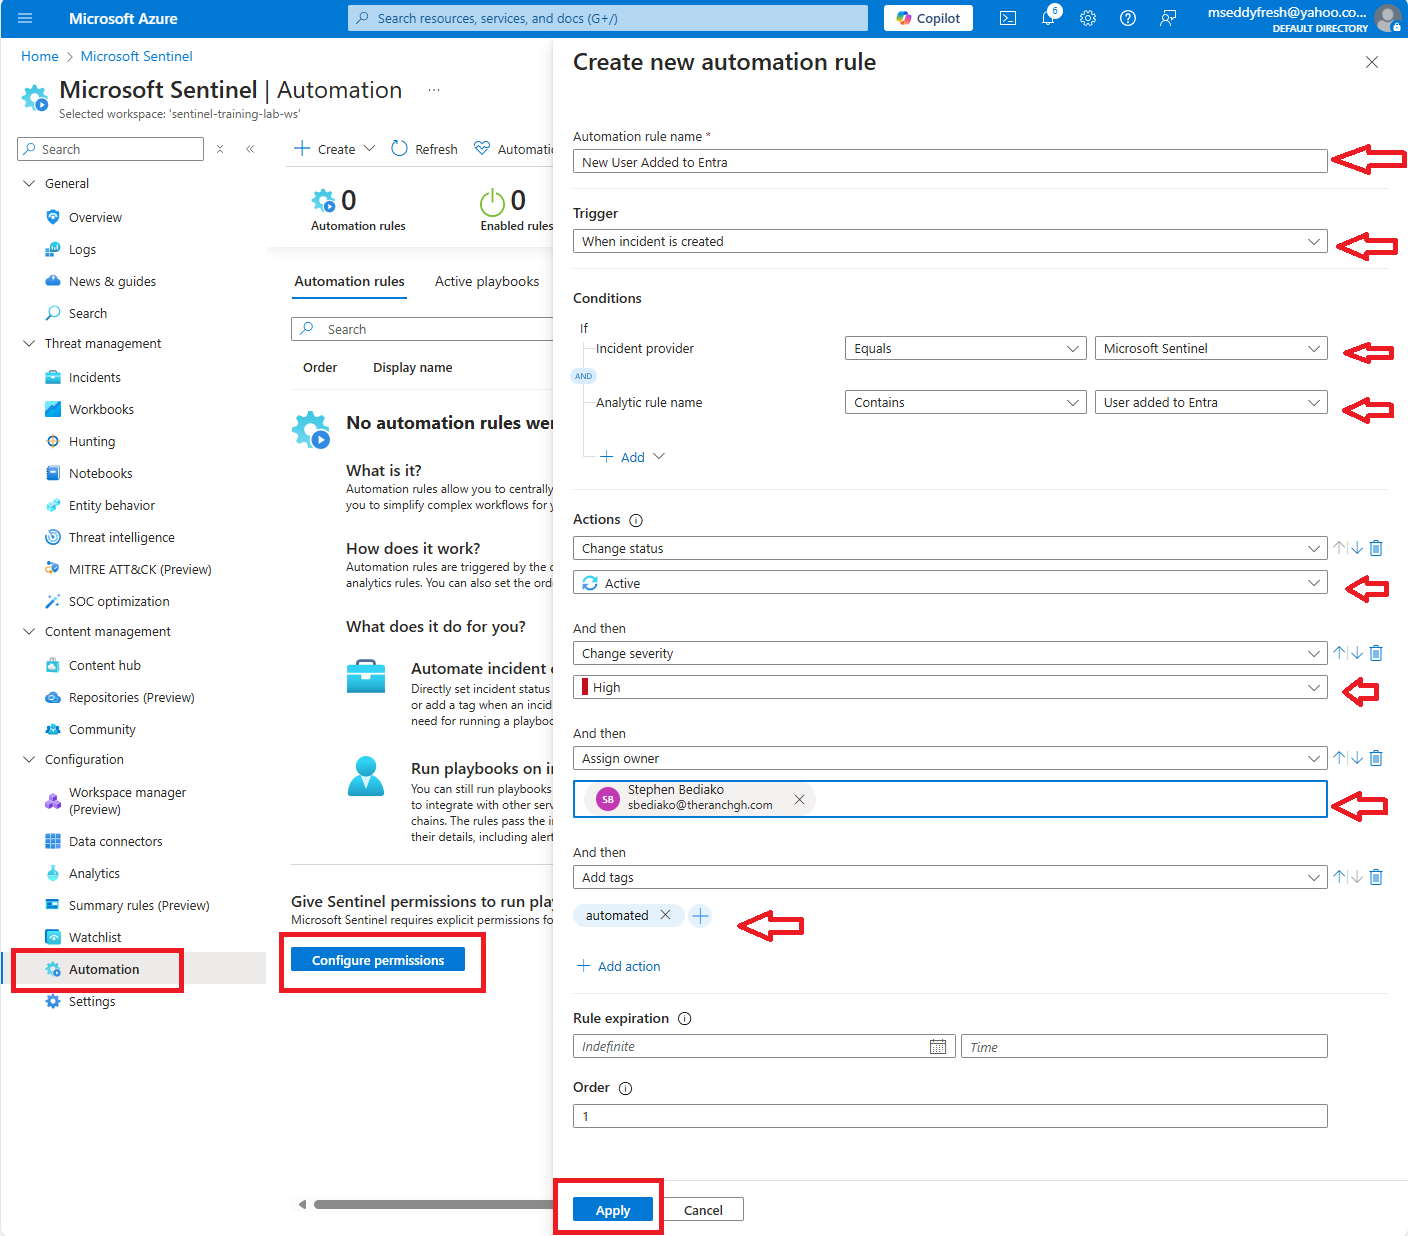 Microsoft Azure
Search resources, services, and docs (G+/)
Copilot
6
mseddyfresh@yahoo.co...
DEFAULT DIRECTORY
Home > Microsoft Sentinel
Microsoft Sentinel | Automation ...
Selected workspace: 'sentinel-training-lab-ws'
Search
General
Overview
Logs
News & guides
Search
Threat management
Incidents
Workbooks
Hunting
Notebooks
Entity behavior
Threat intelligence
MITRE ATT&CK (Preview)
SOC optimization
Content management
Content hub
Repositories (Preview)
Community
Configuration
Workspace manager
(Preview)
Data connectors
Analytics
Summary rules (Preview)
Watchlist
Automation
Settings
Create
Refresh
Automatio
0
Automation rules
0
Enabled rules
Automation rules
Active playbooks
Search
Order
Display name
No automation rules wer
What is it?
Automation rules allow you to centrally
you to simplify complex workflows for y
How does it work?
Automation rules are triggered by the c
analytics rules. You can also set the orde
What does it do for you?
Automate incident
Directly set incident status
or add a tag when an incid
need for running a playboo
Run playbooks on in
You can still run playbooks
to integrate with other serv
chains. The rules pass the in
their details, including alert
Give Sentinel permissions to run play
Microsoft Sentinel requires explicit permissions fo
Configure permissions
Create new automation rule
Automation rule name *
New User Added to Entra
Trigger
When incident is created
Conditions
If
Incident provider
Equals
Microsoft Sentinel
AND
Analytic rule name
Contains
User added to Entra
Add
Actions
Change status
Active
And then
Change severity
High
And then
Assign owner
SB
Stephen Bediako
sbediako@theranchgh.com
And then
Add tags
automated
Add action
Rule expiration
Indefinite
Time
Order
1
Apply
Cancel